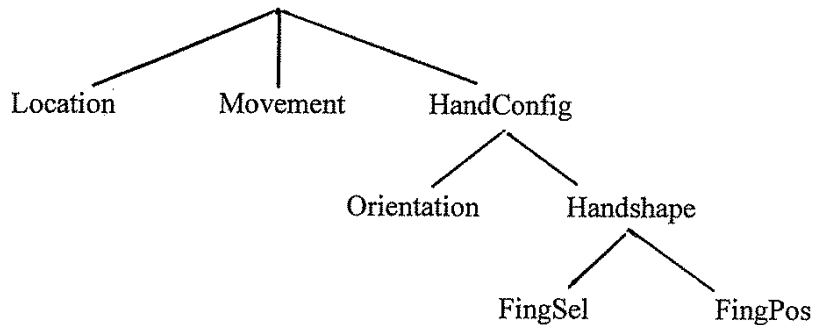 Location Movement HandConfig
Orientation Handshape
FingSel FingPos